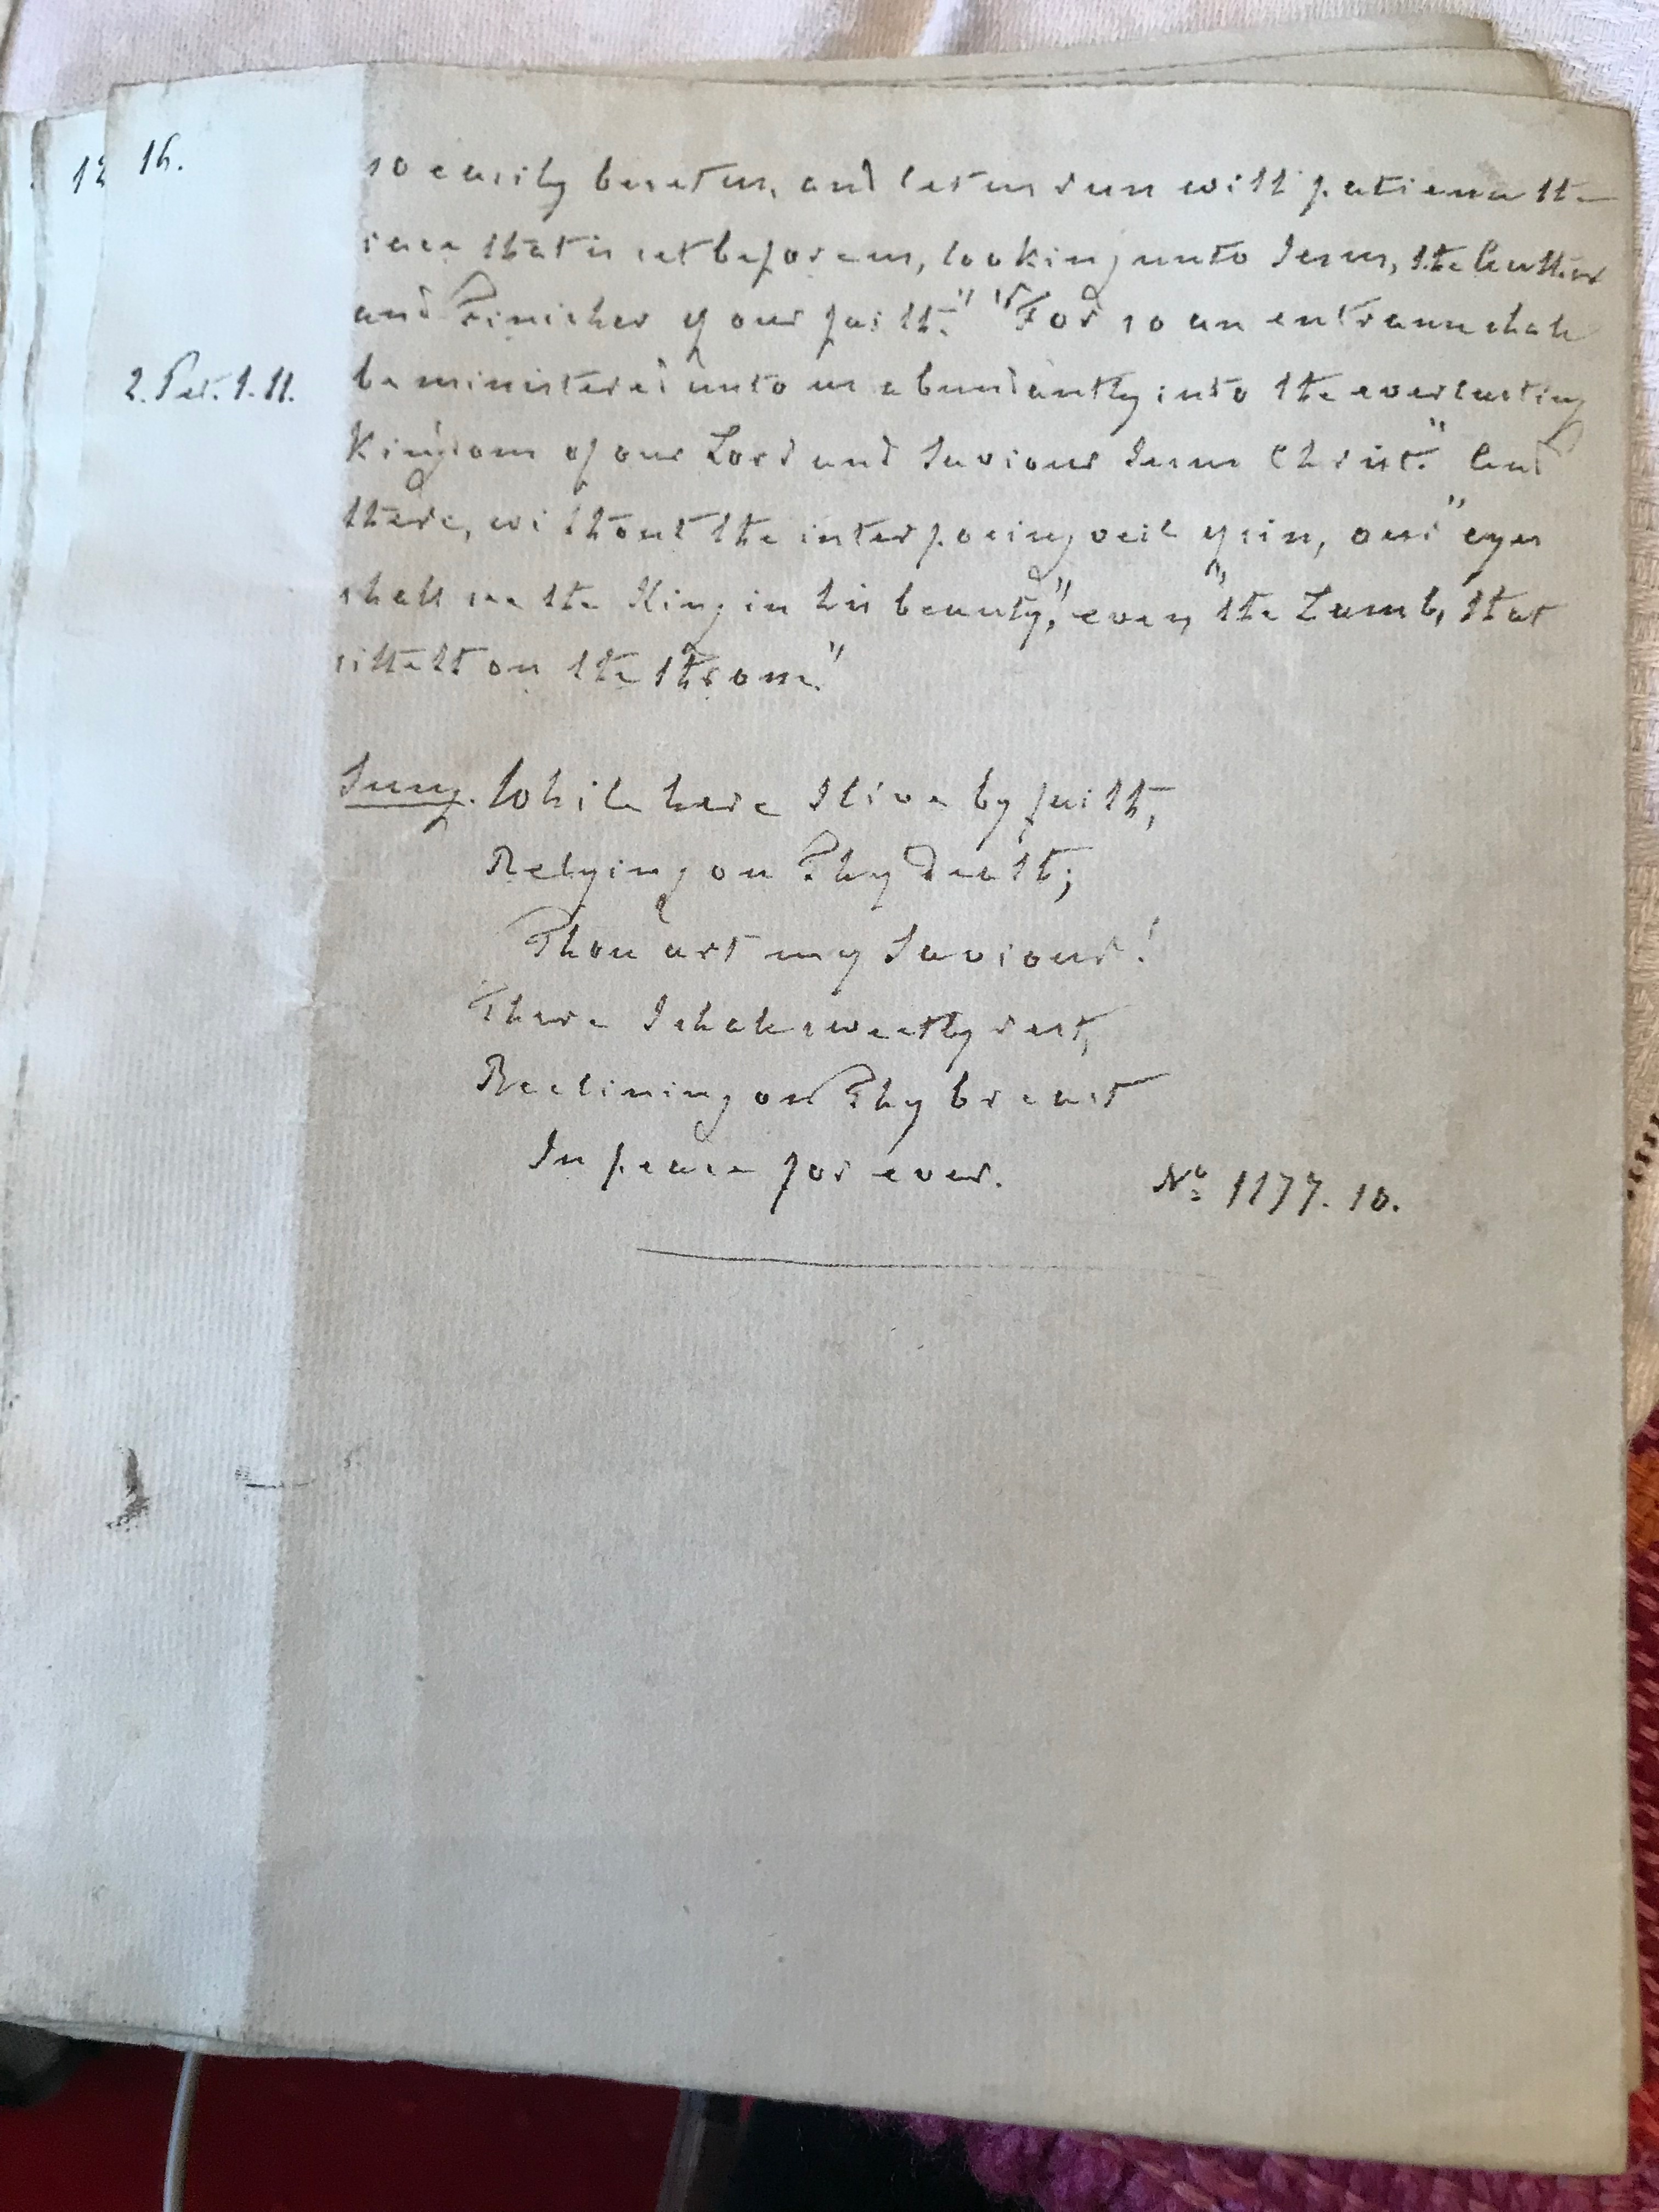 12
16.
so easily beset us, and let us run with patience the
race that is set before us, looking unto Jesus, the Author
and Finisher of our faith." "For so an entrance shall
2. Pet. 1. 11.
be ministered unto us abundantly into the everlasting
Kingdom of our Lord and Saviour Jesus Christ." And
there, without the interposing veil of sin, our "eyes
shall see the King in his beauty", even "the Lamb, that
sitteth on the throne."
Sung. While here I live by faith,
Relying on Thy Death;
Thou art my Saviour!
There I shall sweetly rest,
Reclining on Thy breast
In peace for ever.
No. 1177. 10.